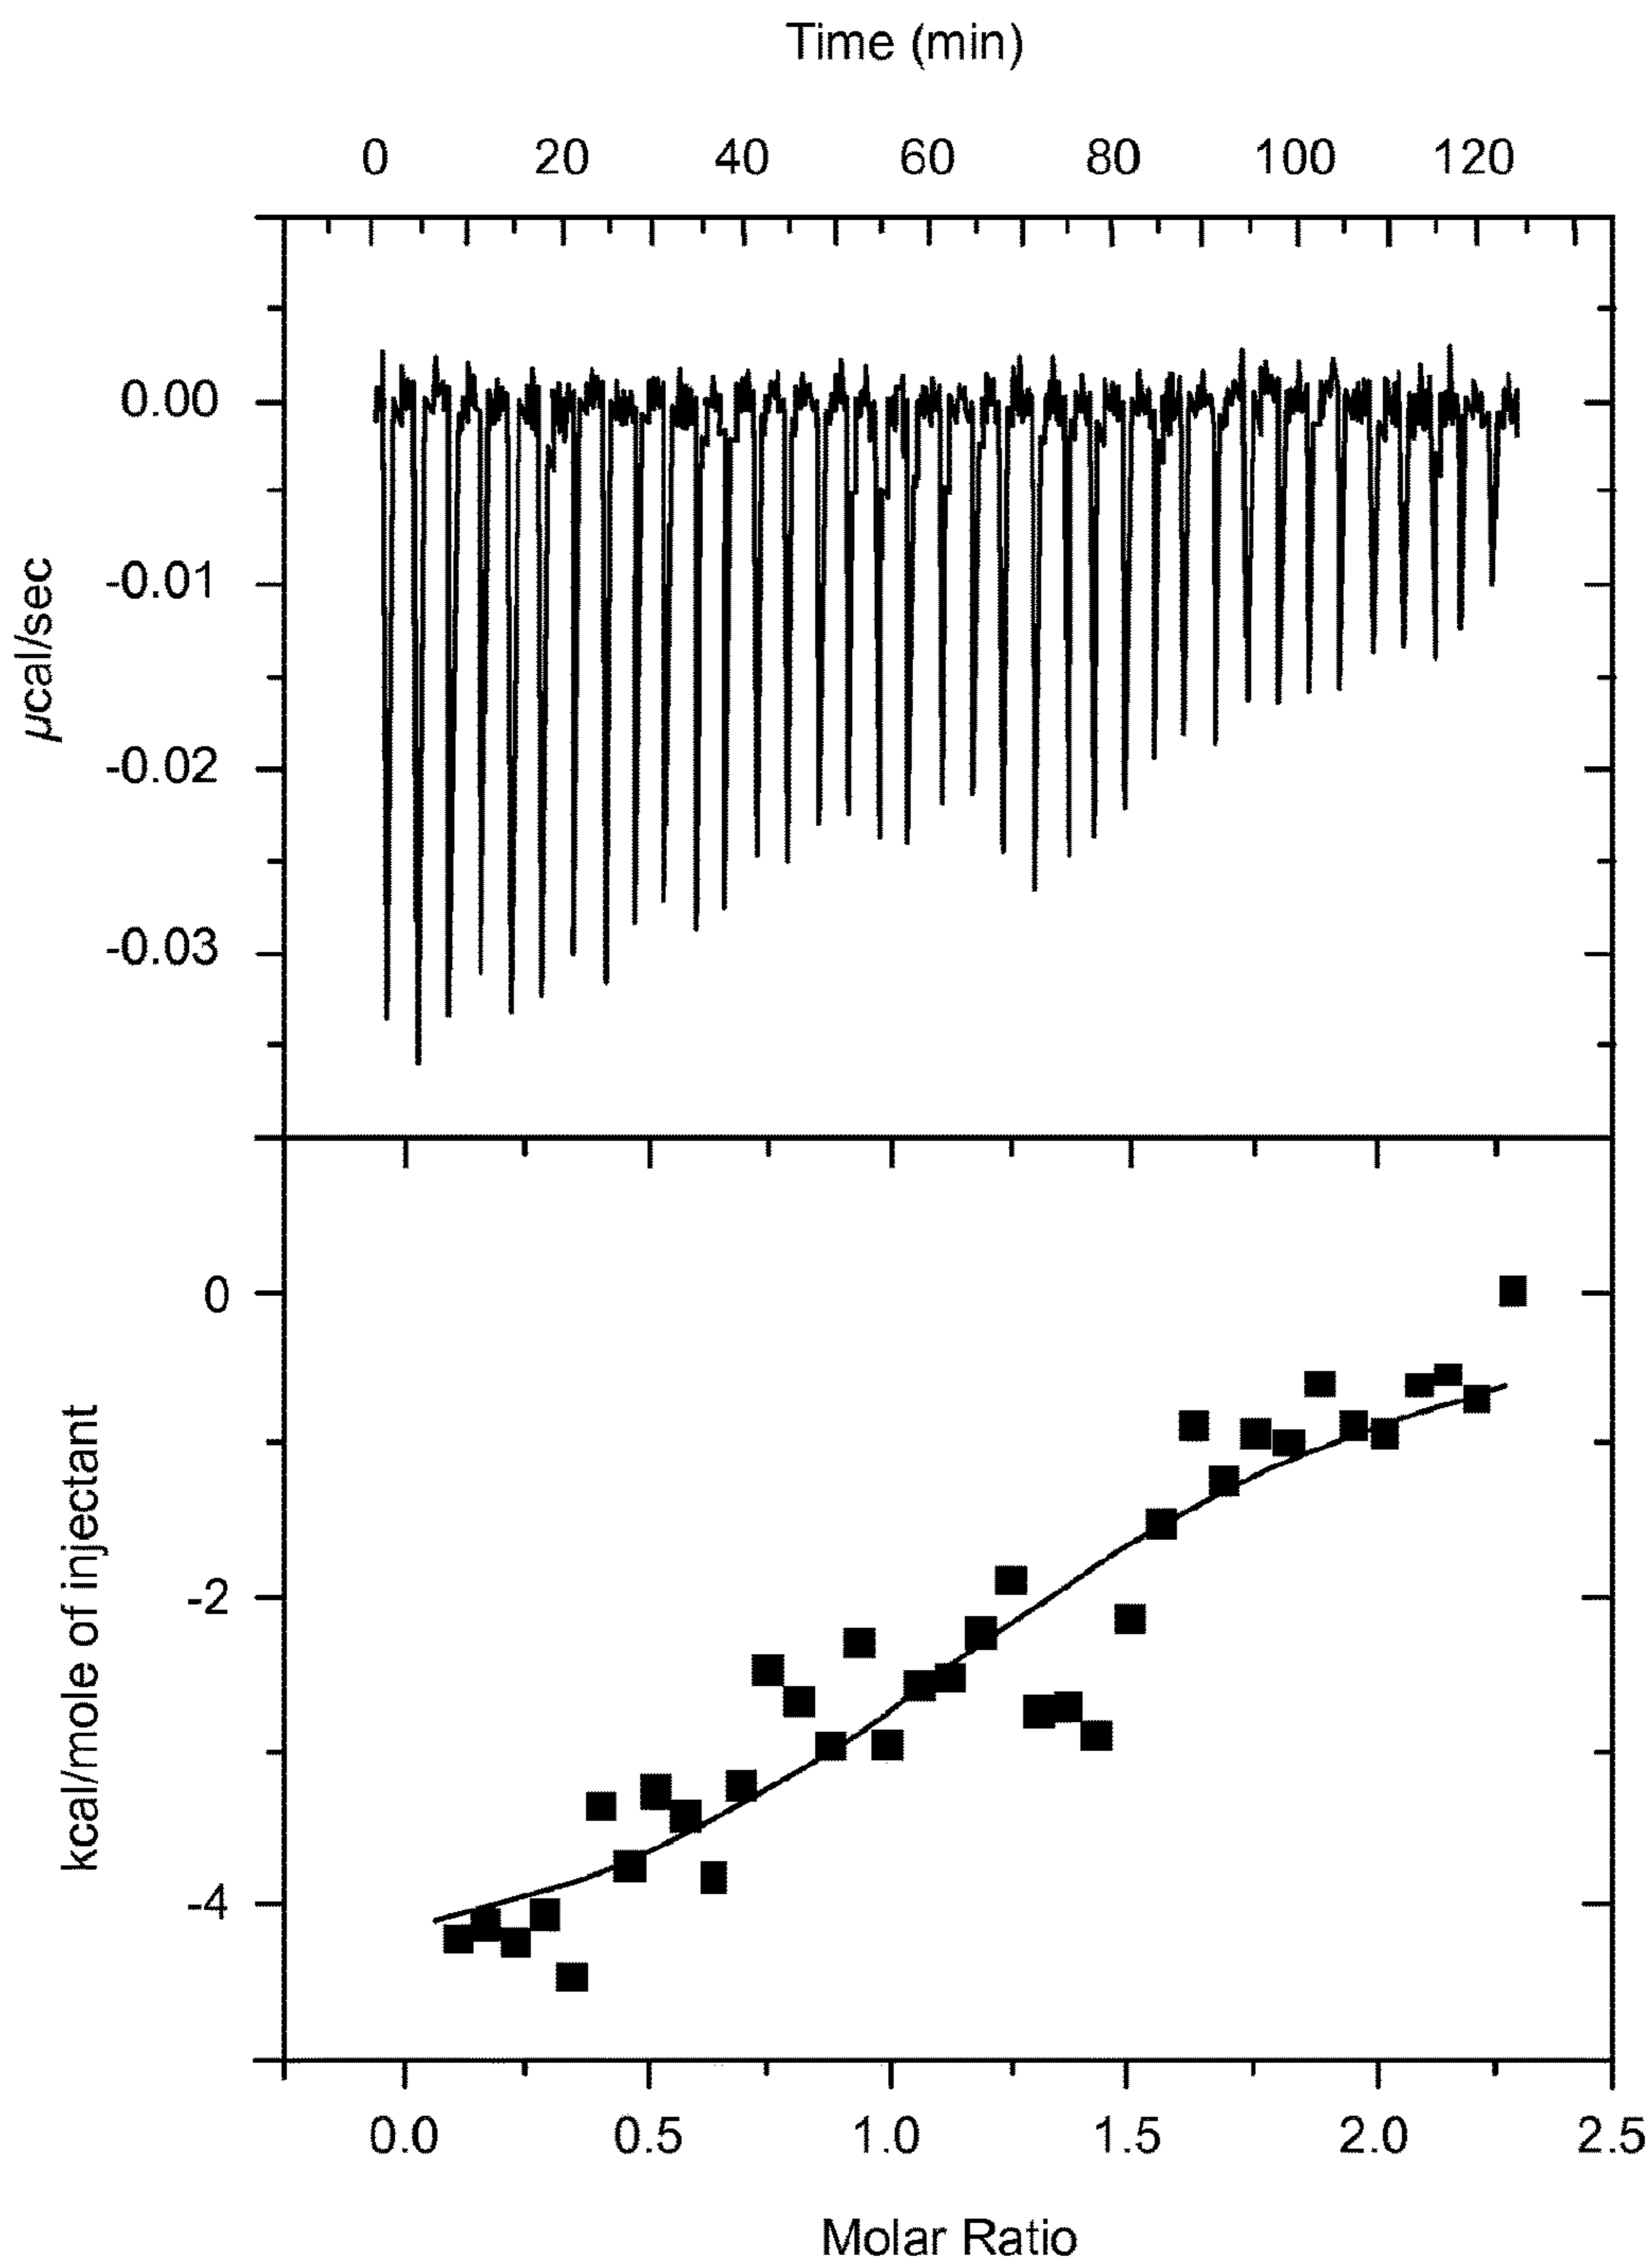 Time (min)
0 20 40 60 80 100 120
0.00
-0.01
-0.02
-0.03
μcal/sec
0
-2
-4
kcal/mole of injectant
0.0 0.5 1.0 1.5 2.0 2.5
Molar Ratio